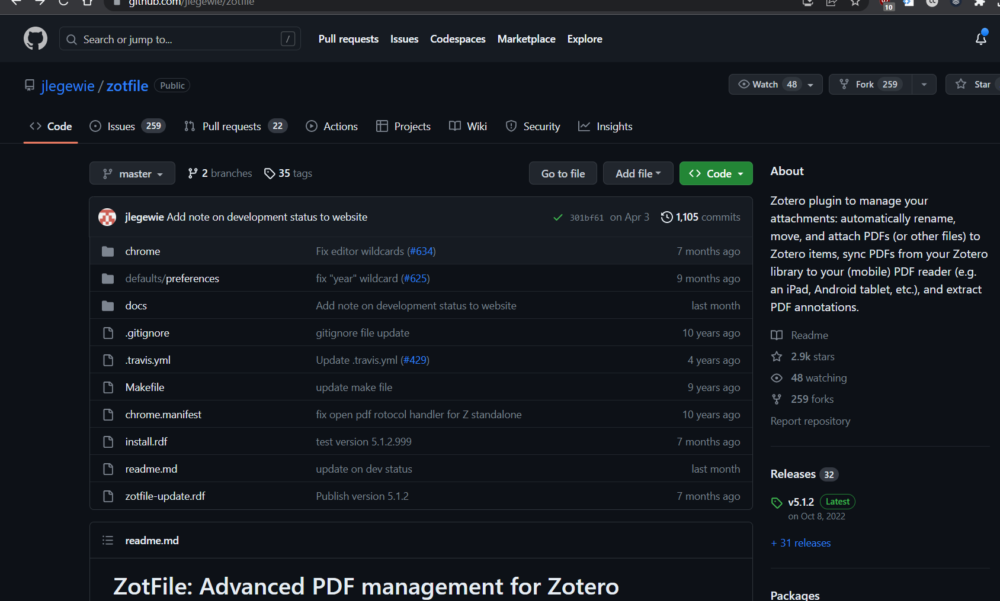 github.com/jlegewie/zotfile
10
Search or jump to... /
Pull requests Issues Codespaces Marketplace Explore
jlegewie / zotfile Public
Watch 48 Fork 259 Star
Code Issues 259 Pull requests 22 Actions Projects Wiki Security Insights
master 2 branches 35 tags Go to file Add file Code
jlegewie Add note on development status to website 301bf61 on Apr 3 1,105 commits
chrome Fix editor wildcards (#634) 7 months ago
defaults/preferences fix "year" wildcard (#625) 9 months ago
docs Add note on development status to website last month
.gitignore gitignore file update 10 years ago
.travis.yml Update .travis.yml (#429) 4 years ago
Makefile update make file 9 years ago
chrome.manifest fix open pdf rotocol handler for Z standalone 10 years ago
install.rdf test version 5.1.2.999 7 months ago
readme.md update on dev status last month
zotfile-update.rdf Publish version 5.1.2 7 months ago
readme.md
ZotFile: Advanced PDF management for Zotero
About
Zotero plugin to manage your
attachments: automatically rename,
move, and attach PDFs (or other files) to
Zotero items, sync PDFs from your Zotero
library to your (mobile) PDF reader (e.g.
an iPad, Android tablet, etc.), and extract
PDF annotations.
Readme
2.9k stars
48 watching
259 forks
Report repository
Releases 32
v5.1.2 Latest
on Oct 8, 2022
+ 31 releases
Packages